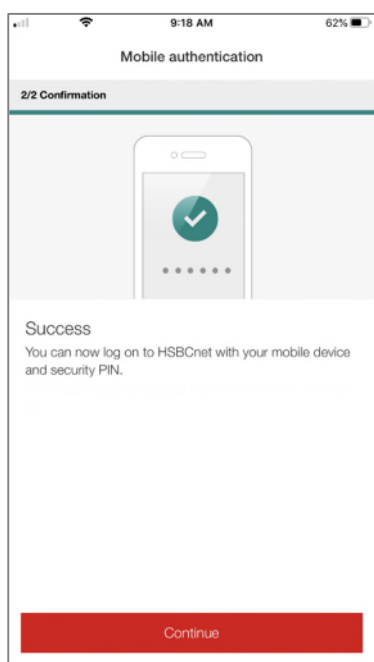 9:18 AM 62%
Mobile authentication
2/2 Confirmation
Success
You can now log on to HSBCnet with your mobile device
and security PIN.
Continue